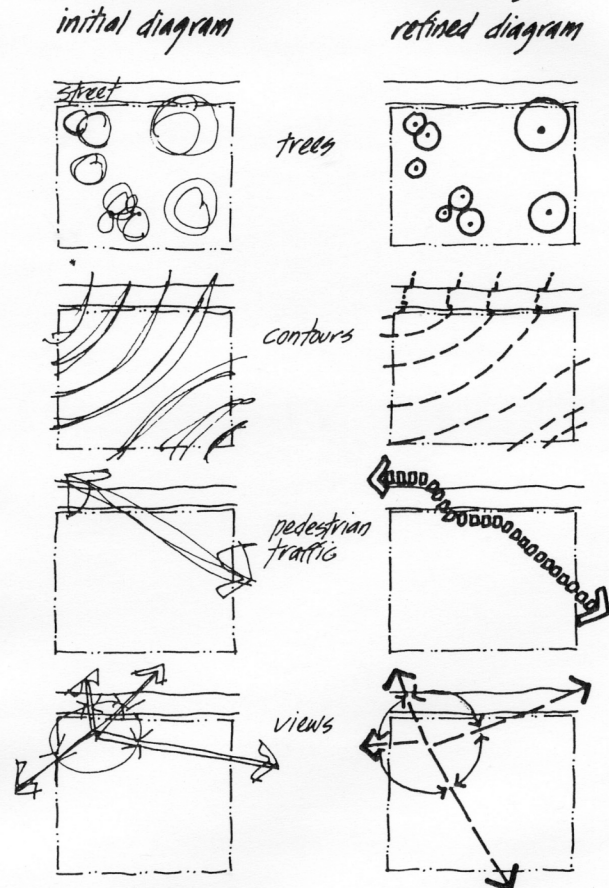 initial diagram
refined diagram
street
trees
contours
pedestrian
traffic
views